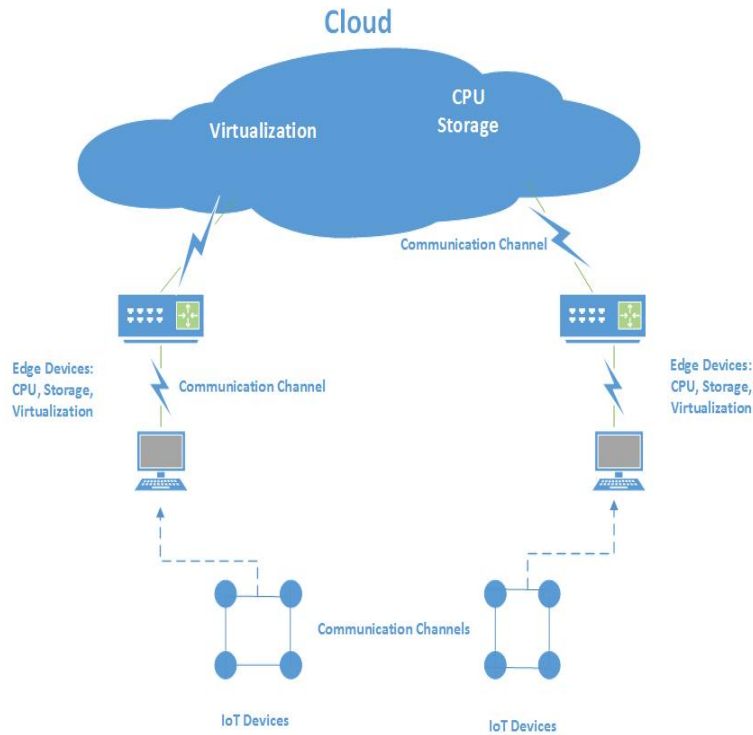 Cloud
Virtualization
CPU
Storage
Communication Channel
Edge Devices:
CPU, Storage,
Virtualization
Communication Channel
Edge Devices:
CPU, Storage,
Virtualization
Communication Channels
IoT Devices
IoT Devices